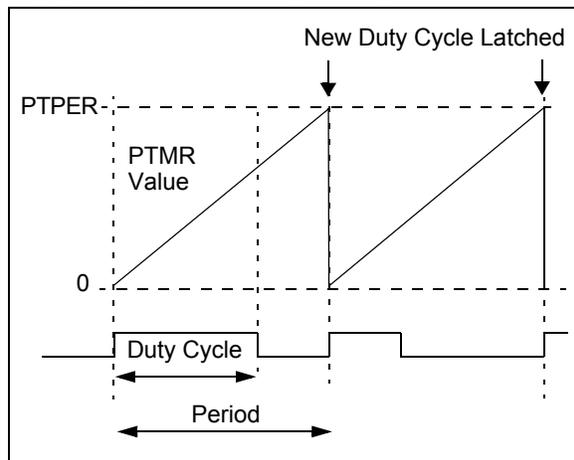 New Duty Cycle Latched
PTPER
PTMR
Value
0
Duty Cycle
Period